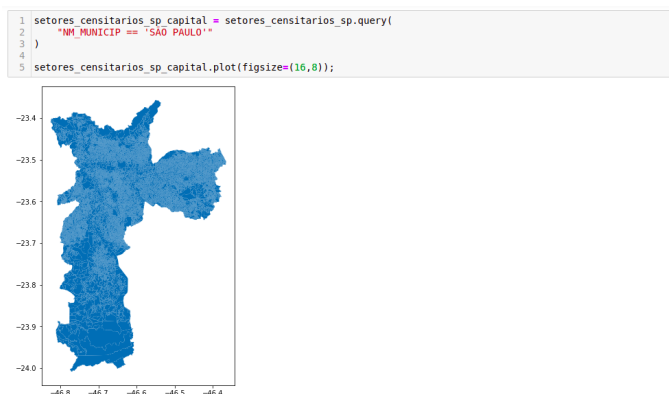 1 setores_censitarios_sp_capital = setores_censitarios_sp.query(
2     "NM_MUNICIP == 'SÃO PAULO'"
3 )
4
5 setores_censitarios_sp_capital.plot(figsize=(16,8));
−23.4
−23.5
−23.6
−23.7
−23.8
−23.9
−24.0
−46.8 −46.7 −46.6 −46.5 −46.4